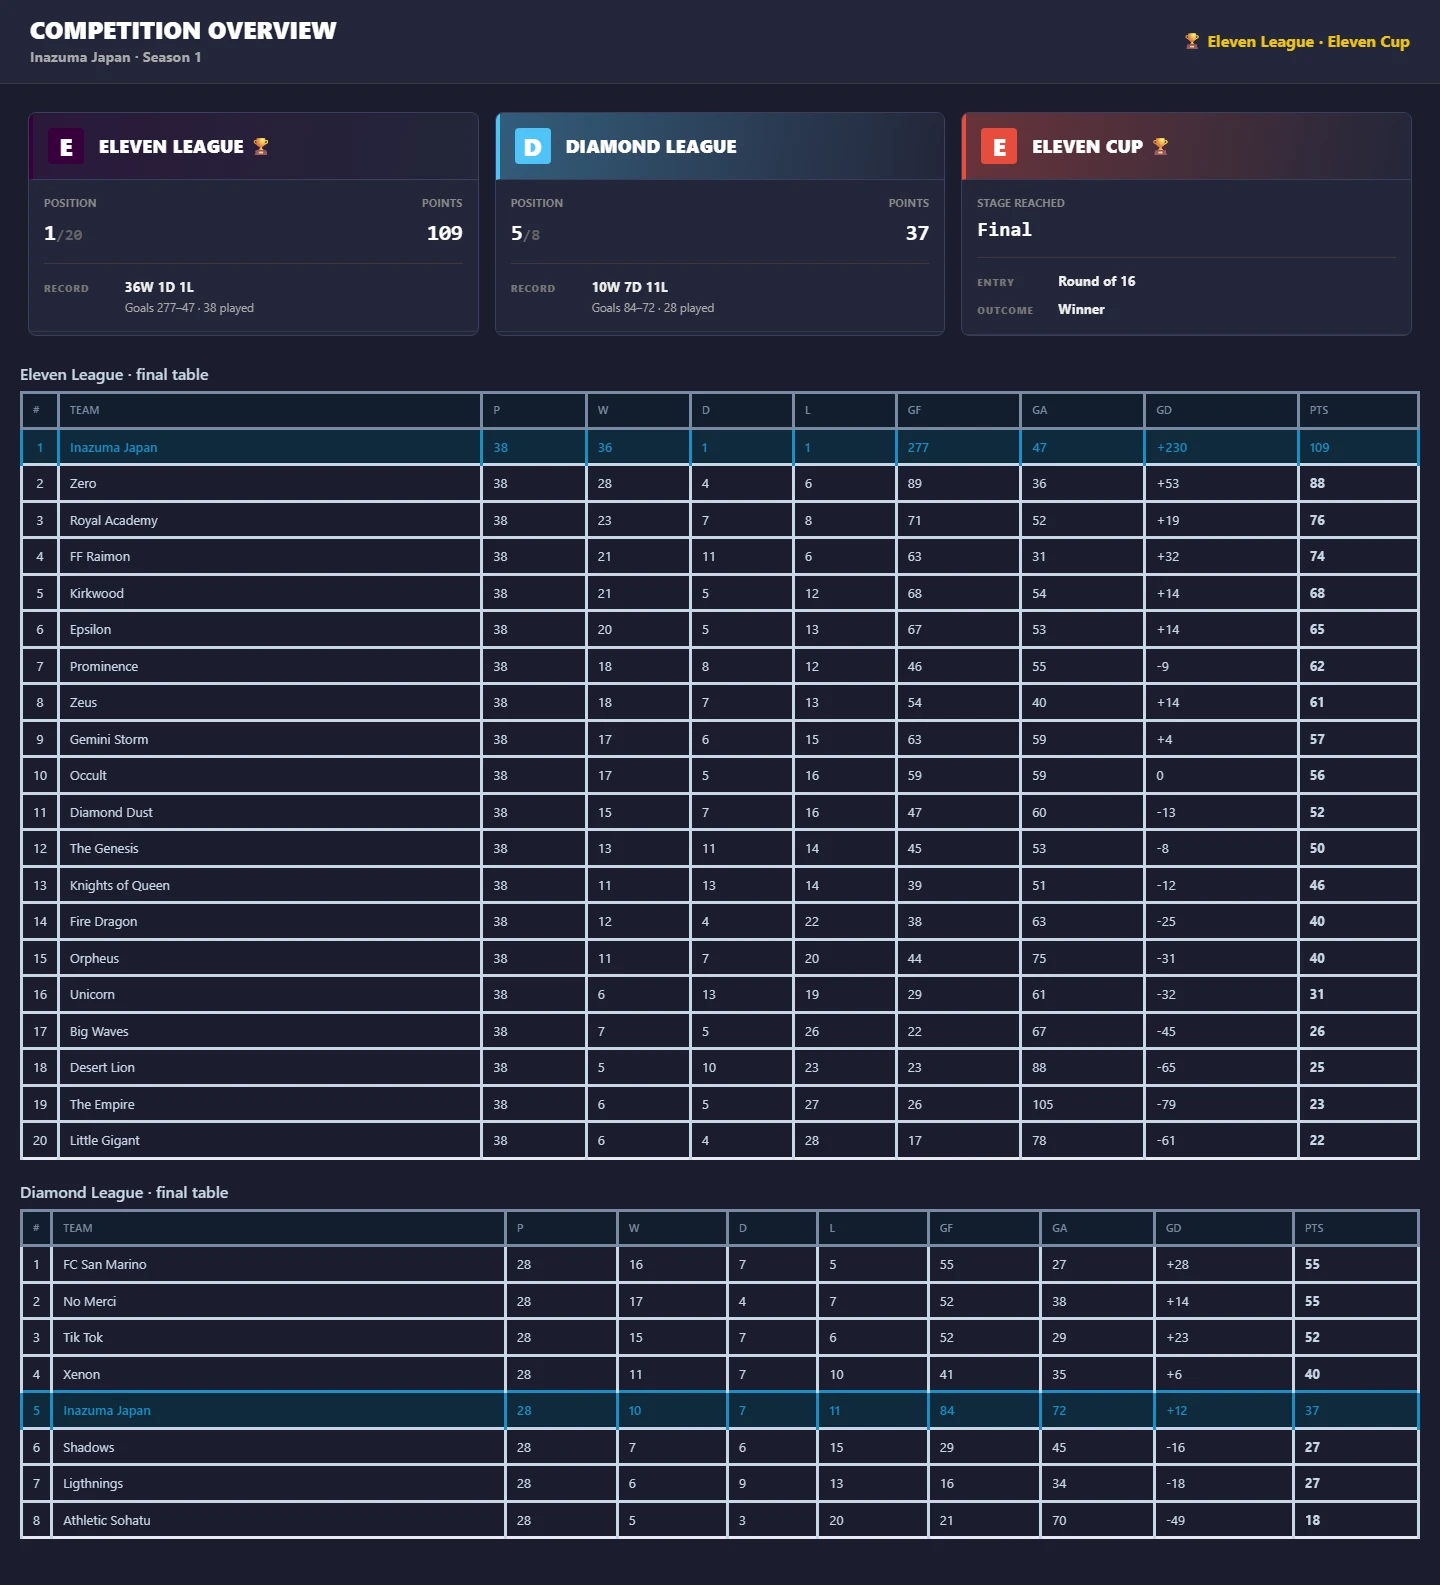 COMPETITION OVERVIEW
Inazuma Japan · Season 1
🏆 Eleven League · Eleven Cup
E ELEVEN LEAGUE 🏆
POSITION POINTS
1/20 109
RECORD 36W 1D 1L
Goals 277–47 · 38 played
D DIAMOND LEAGUE
POSITION POINTS
5/8 37
RECORD 10W 7D 11L
Goals 84–72 · 28 played
E ELEVEN CUP 🏆
STAGE REACHED
Final
ENTRY Round of 16
OUTCOME Winner
Eleven League · final table
# TEAM P W D L GF GA GD PTS
1 Inazuma Japan 38 36 1 1 277 47 +230 109
2 Zero 38 28 4 6 89 36 +53 88
3 Royal Academy 38 23 7 8 71 52 +19 76
4 FF Raimon 38 21 11 6 63 31 +32 74
5 Kirkwood 38 21 5 12 68 54 +14 68
6 Epsilon 38 20 5 13 67 53 +14 65
7 Prominence 38 18 8 12 46 55 -9 62
8 Zeus 38 18 7 13 54 40 +14 61
9 Gemini Storm 38 17 6 15 63 59 +4 57
10 Occult 38 17 5 16 59 59 0 56
11 Diamond Dust 38 15 7 16 47 60 -13 52
12 The Genesis 38 13 11 14 45 53 -8 50
13 Knights of Queen 38 11 13 14 39 51 -12 46
14 Fire Dragon 38 12 4 22 38 63 -25 40
15 Orpheus 38 11 7 20 44 75 -31 40
16 Unicorn 38 6 13 19 29 61 -32 31
17 Big Waves 38 7 5 26 22 67 -45 26
18 Desert Lion 38 5 10 23 23 88 -65 25
19 The Empire 38 6 5 27 26 105 -79 23
20 Little Gigant 38 6 4 28 17 78 -61 22
Diamond League · final table
# TEAM P W D L GF GA GD PTS
1 FC San Marino 28 16 7 5 55 27 +28 55
2 No Merci 28 17 4 7 52 38 +14 55
3 Tik Tok 28 15 7 6 52 29 +23 52
4 Xenon 28 11 7 10 41 35 +6 40
5 Inazuma Japan 28 10 7 11 84 72 +12 37
6 Shadows 28 7 6 15 29 45 -16 27
7 Ligthnings 28 6 9 13 16 34 -18 27
8 Athletic Sohatu 28 5 3 20 21 70 -49 18